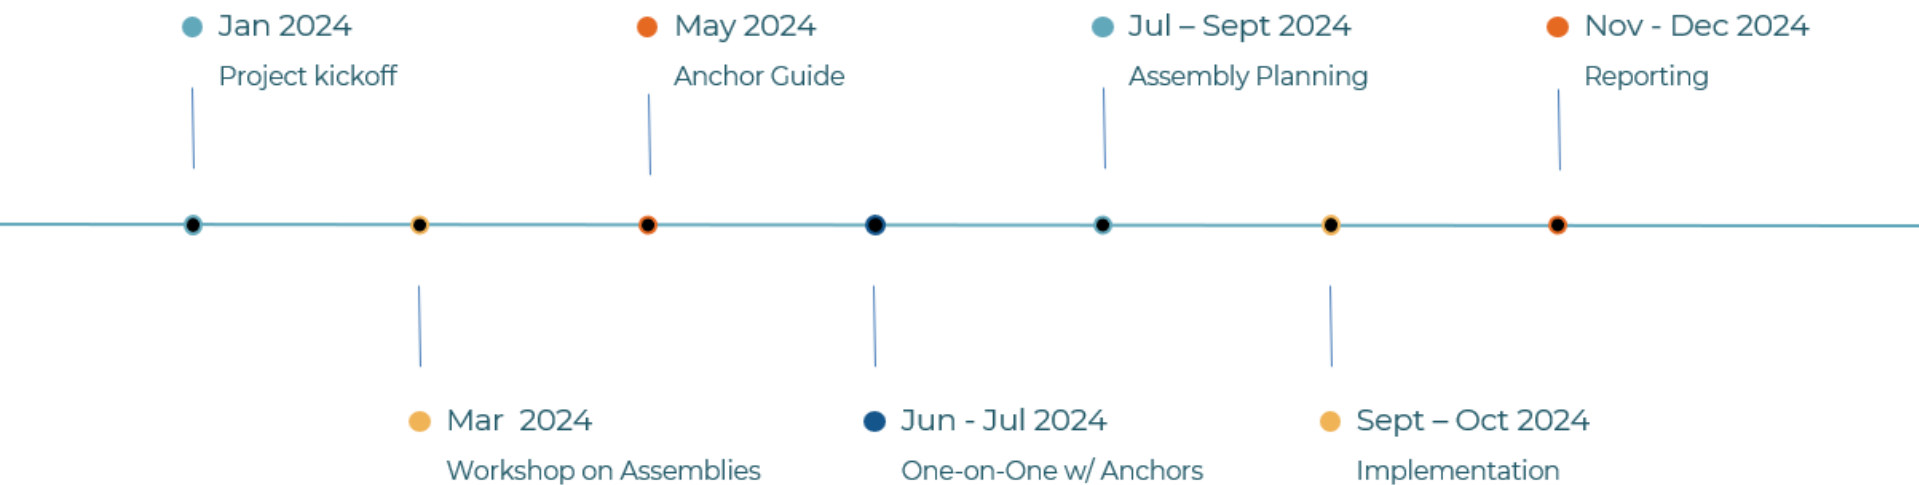 Jan 2024
Project kickoff
May 2024
Anchor Guide
Jul – Sept 2024
Assembly Planning
Nov - Dec 2024
Reporting
Mar  2024
Workshop on Assemblies
Jun - Jul 2024
One-on-One w/ Anchors
Sept – Oct 2024
Implementation